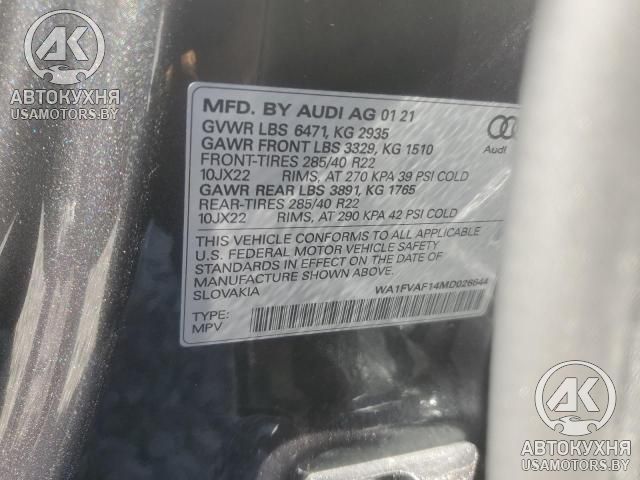 АВТОКУХНЯ
USAMOTORS.BY
MFD. BY AUDI AG 01 21
GVWR LBS 6471, KG 2935
GAWR FRONT LBS 3329, KG 1510
FRONT-TIRES 285/40 R22
10JX22 RIMS, AT 270 KPA 39 PSI COLD
GAWR REAR LBS 3891, KG 1765
REAR-TIRES 285/40 R22
10JX22 RIMS, AT 290 KPA 42 PSI COLD
Audi
THIS VEHICLE CONFORMS TO ALL APPLICABLE
U.S. FEDERAL MOTOR VEHICLE SAFETY
STANDARDS IN EFFECT ON THE DATE OF
MANUFACTURE SHOWN ABOVE.
SLOVAKIA
WA1FVAF14MD026644
TYPE:
MPV
АВТОКУХНЯ
USAMOTORS.BY